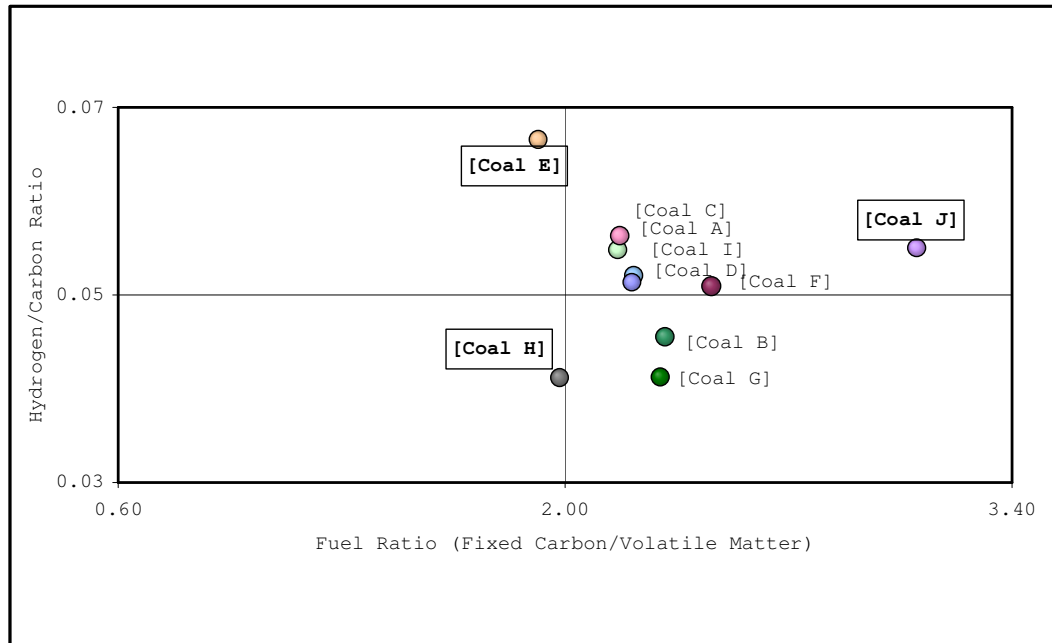 0.07
[Coal E]
[Coal C]
[Coal A]
[Coal J]
[Coal I]
[Coal D]
[Coal F]
0.05
[Coal H]
[Coal B]
[Coal G]
0.03
0.60
2.00
3.40
Hydrogen/Carbon Ratio
Fuel Ratio (Fixed Carbon/Volatile Matter)